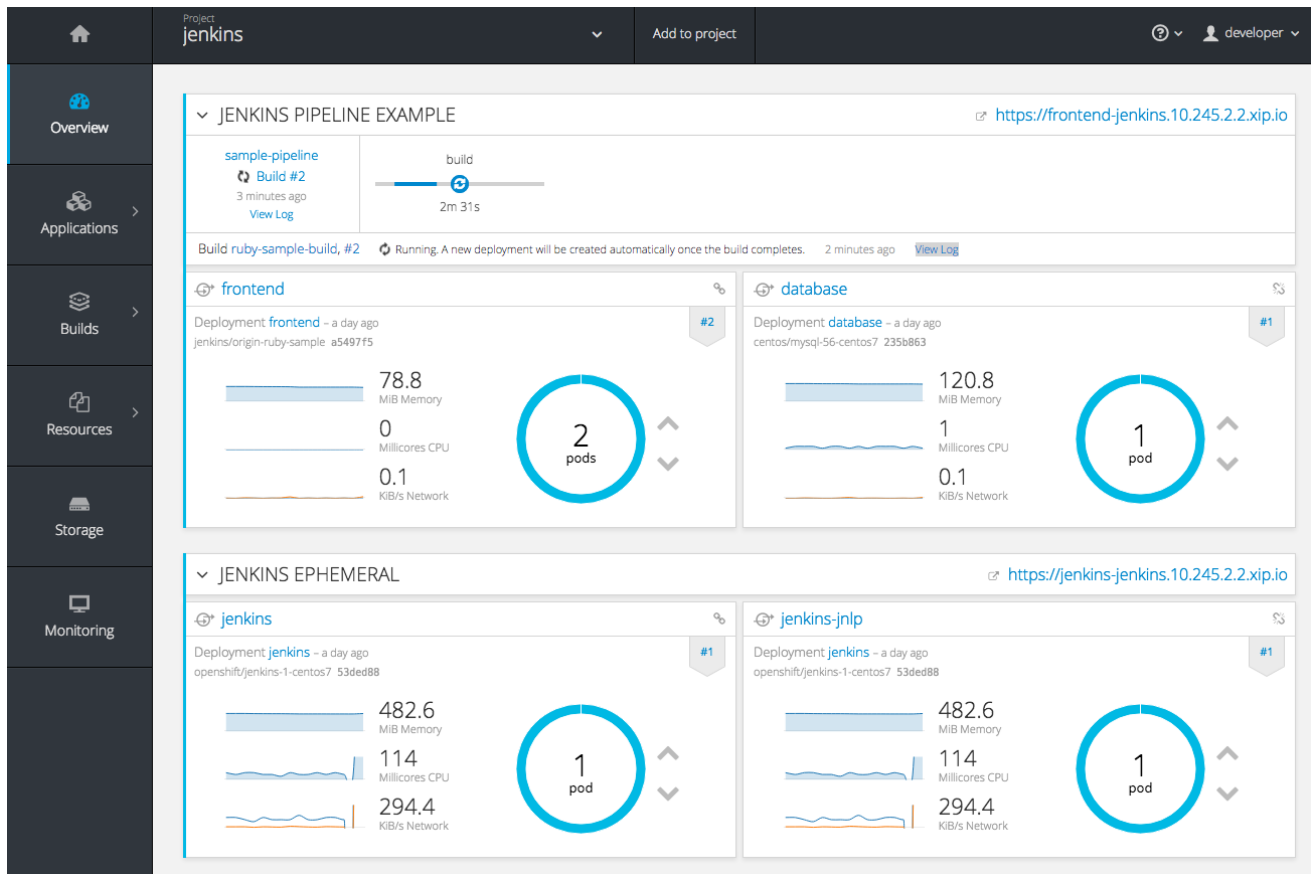 Project
jenkins
Add to project
developer
Overview
Applications
Builds
Resources
Storage
Monitoring
JENKINS PIPELINE EXAMPLE
https://frontend-jenkins.10.245.2.2.xip.io
sample-pipeline
Build #2
3 minutes ago
View Log
build
2m 31s
Build ruby-sample-build, #2 Running. A new deployment will be created automatically once the build completes. 2 minutes ago View Log
frontend
Deployment frontend – a day ago
#2
jenkins/origin-ruby-sample a5497f5
78.8
MiB Memory
0
Millicores CPU
0.1
KiB/s Network
2
pods
database
Deployment database – a day ago
#1
centos/mysql-56-centos7 235b863
120.8
MiB Memory
1
Millicores CPU
0.1
KiB/s Network
1
pod
JENKINS EPHEMERAL
https://jenkins-jenkins.10.245.2.2.xip.io
jenkins
Deployment jenkins – a day ago
#1
openshift/jenkins-1-centos7 53ded88
482.6
MiB Memory
114
Millicores CPU
294.4
KiB/s Network
1
pod
jenkins-jnlp
Deployment jenkins – a day ago
#1
openshift/jenkins-1-centos7 53ded88
482.6
MiB Memory
114
Millicores CPU
294.4
KiB/s Network
1
pod